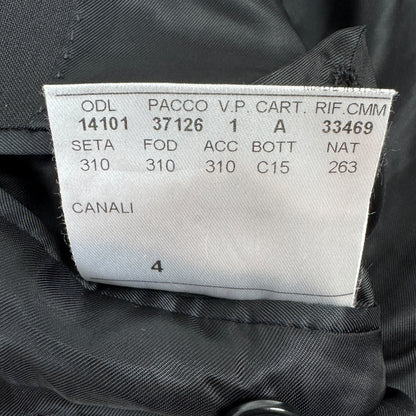 ODL PACCO V.P. CART. RIF.CMM
14101 37126 1 A 33469
SETA FOD ACC BOTT NAT
310 310 310 C15 263
CANALI
4